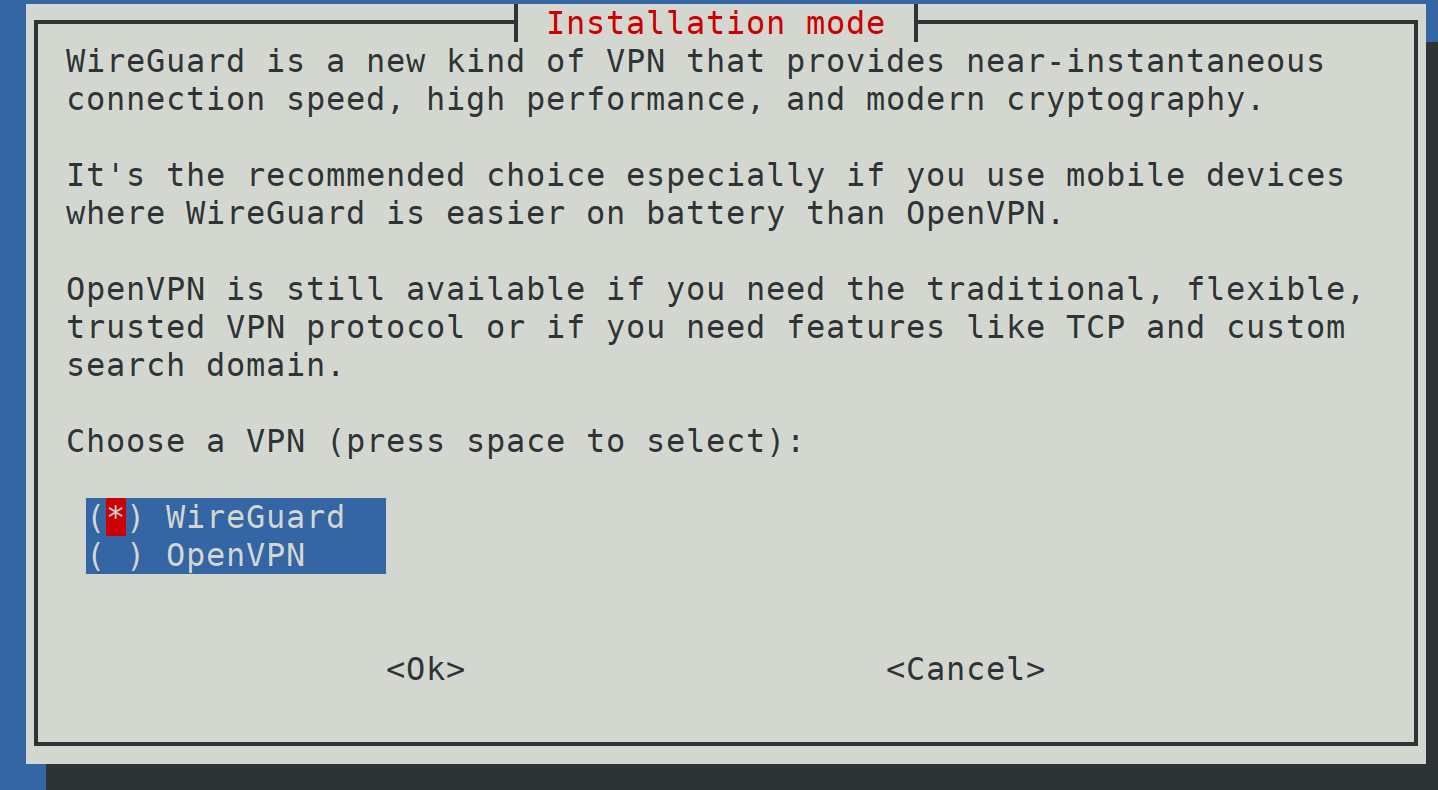 Installation mode
WireGuard is a new kind of VPN that provides near-instantaneous
connection speed, high performance, and modern cryptography.
It's the recommended choice especially if you use mobile devices
where WireGuard is easier on battery than OpenVPN.
OpenVPN is still available if you need the traditional, flexible,
trusted VPN protocol or if you need features like TCP and custom
search domain.
Choose a VPN (press space to select):
(*) WireGuard
( ) OpenVPN
<Ok> <Cancel>